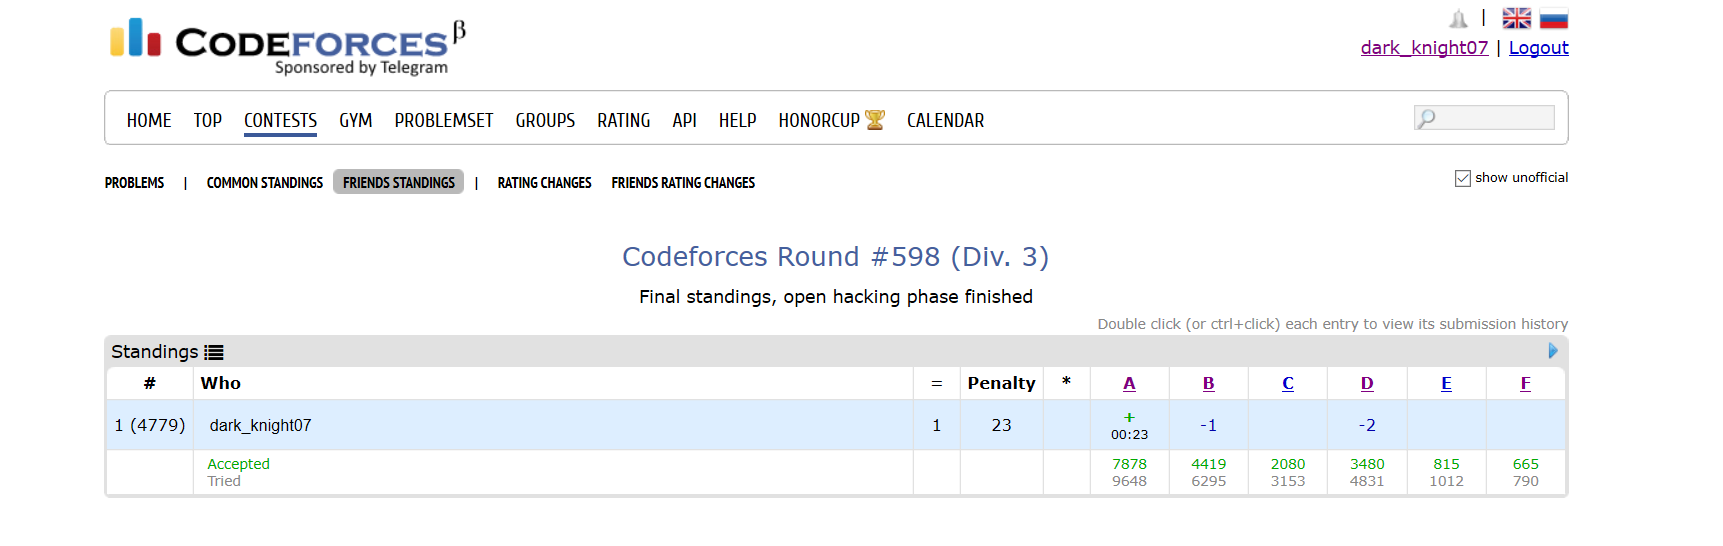 CODEFORCES β
Sponsored by Telegram
|
dark_knight07 | Logout
HOME TOP CONTESTS GYM PROBLEMSET GROUPS RATING API HELP HONORCUP CALENDAR
PROBLEMS | COMMON STANDINGS FRIENDS STANDINGS | RATING CHANGES FRIENDS RATING CHANGES show unofficial
Codeforces Round #598 (Div. 3)
Final standings, open hacking phase finished
Double click (or ctrl+click) each entry to view its submission history
Standings
# Who = Penalty * A B C D E F
1 (4779) dark_knight07 1 23 + -1 -2
00:23
Accepted 7878 4419 2080 3480 815 665
Tried 9648 6295 3153 4831 1012 790